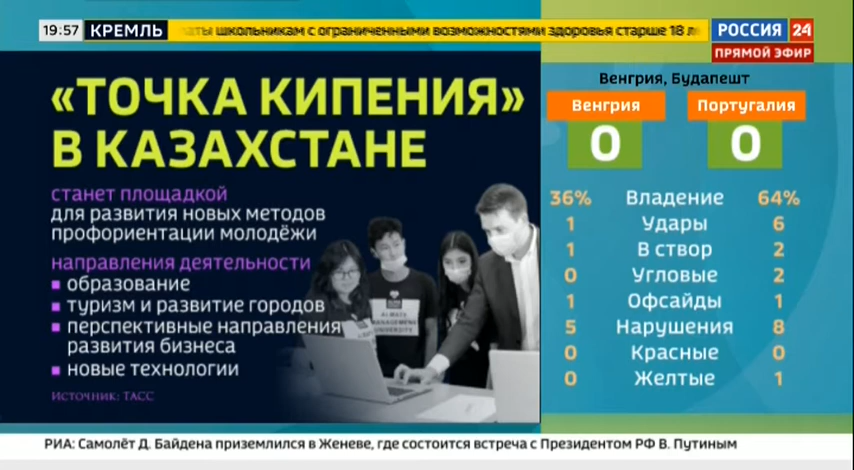 19:57 КРЕМЛЬ школьникам с ограниченными возможностями здоровья старше 18
РОССИЯ 24
ПРЯМОЙ ЭФИР
«ТОЧКА КИПЕНИЯ»
В КАЗАХСТАНЕ
станет площадкой
для развития новых методов
профориентации молодёжи
направления деятельности
образование
туризм и развитие городов
перспективные направления
развития бизнеса
новые технологии
ИСТОЧНИК: ТАСС
ALMATY
MANAGEMENT
UNIVERSITY
Венгрия, Будапешт
Венгрия Португалия
0 0
36% Владение 64%
1 Удары 6
1 В створ 2
0 Угловые 2
1 Офсайды 1
5 Нарушения 8
0 Красные 0
0 Желтые 1
РИА: Самолёт Д. Байдена приземлился в Женеве, где состоится встреча с Президентом РФ В. Путиным